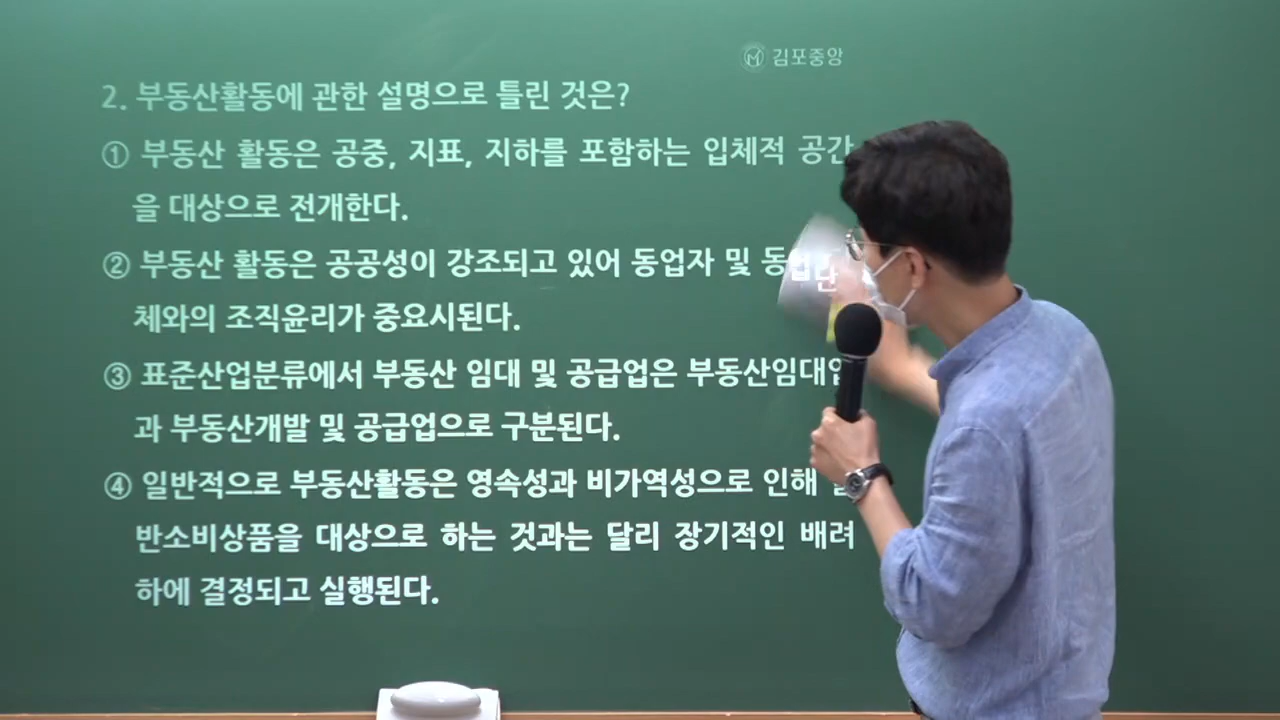 김포중앙
2. 부동산활동에 관한 설명으로 틀린 것은?
① 부동산 활동은 공중, 지표, 지하를 포함하는 입체적 공간
을 대상으로 전개한다.
② 부동산 활동은 공공성이 강조되고 있어 동업자 및 동업단
체와의 조직윤리가 중요시된다.
③ 표준산업분류에서 부동산 임대 및 공급업은 부동산임대업
과 부동산개발 및 공급업으로 구분된다.
④ 일반적으로 부동산활동은 영속성과 비가역성으로 인해
반소비상품을 대상으로 하는 것과는 달리 장기적인 배려
하에 결정되고 실행된다.